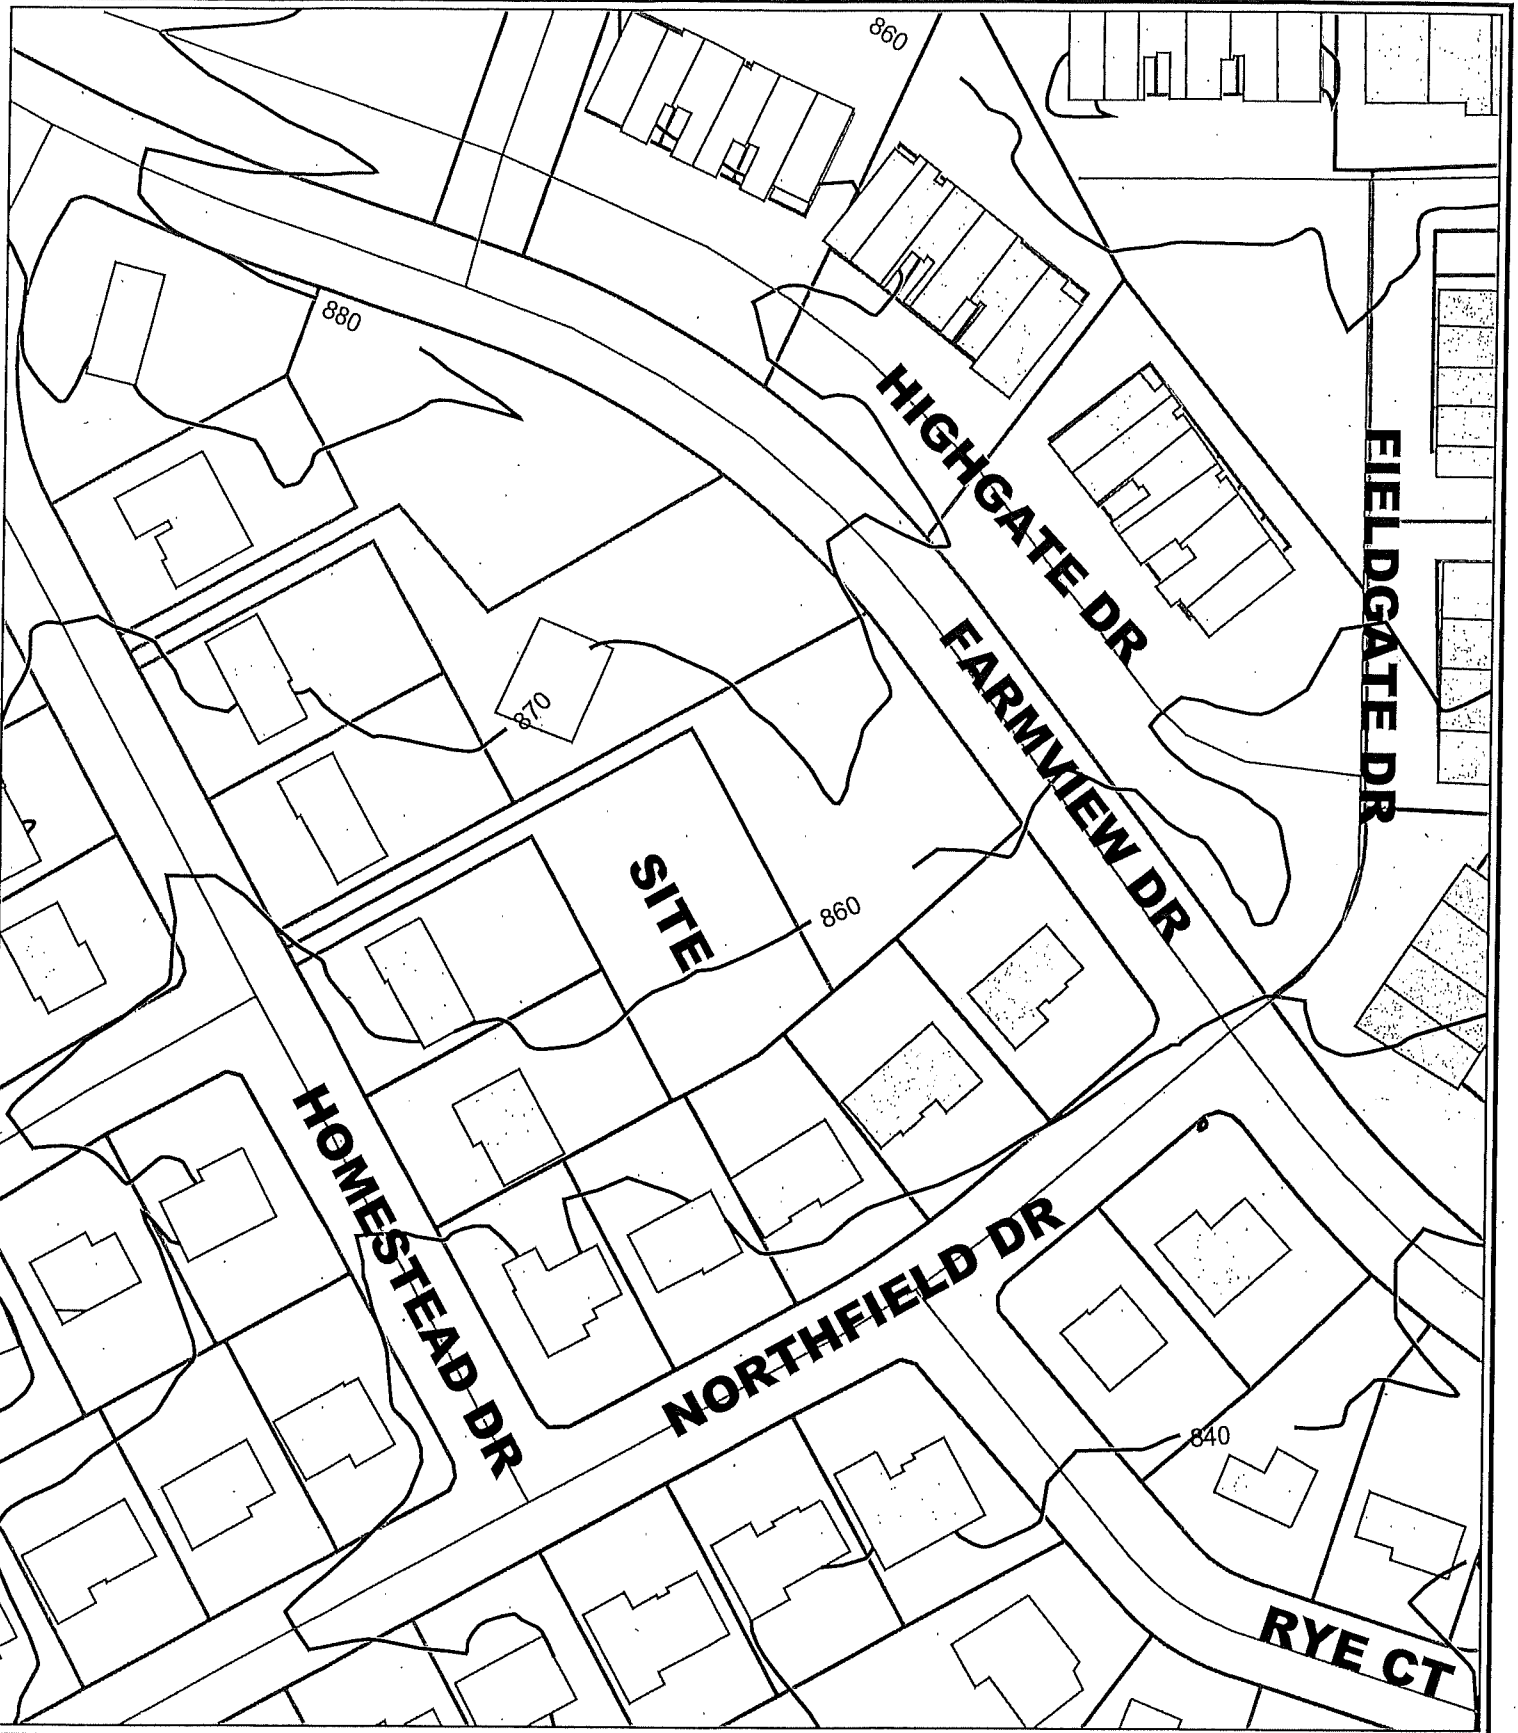 860
880
HIGHGATE DR
FIELDGATE DR
FARMVIEW DR
870
SITE
860
HOMESTEAD DR
NORTHFIELD DR
840
RYE CT